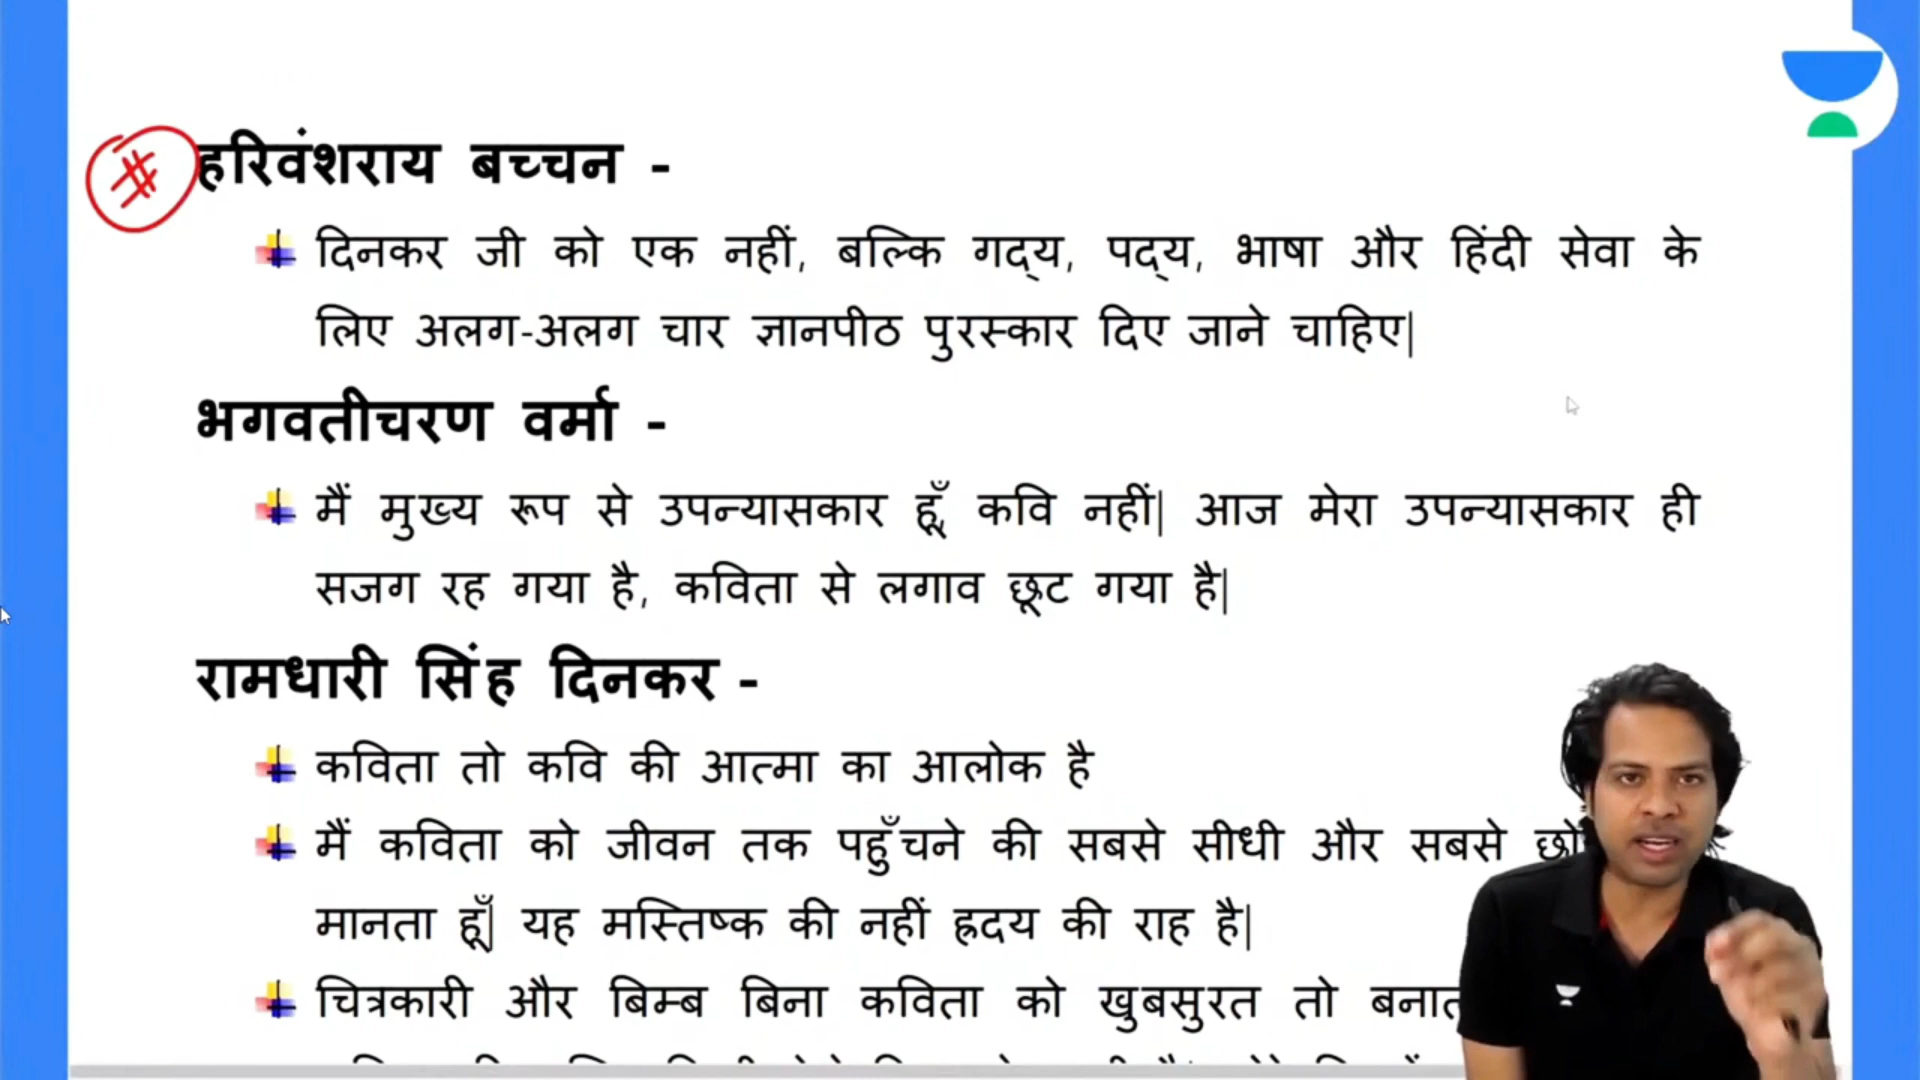 #
हरिवंशराय बच्चन -
दिनकर जी को एक नहीं, बल्कि गद्य, पद्य, भाषा और हिंदी सेवा के
लिए अलग-अलग चार ज्ञानपीठ पुरस्कार दिए जाने चाहिए|
भगवतीचरण वर्मा -
मैं मुख्य रूप से उपन्यासकार हूँ, कवि नहीं| आज मेरा उपन्यासकार ही
सजग रह गया है, कविता से लगाव छूट गया है|
रामधारी सिंह दिनकर -
कविता तो कवि की आत्मा का आलोक है
मैं कविता को जीवन तक पहुँचने की सबसे सीधी और सबसे
मानता हूँ| यह मस्तिष्क की नहीं ह्रदय की राह है|
चित्रकारी और बिम्ब बिना कविता को खुबसुरत तो